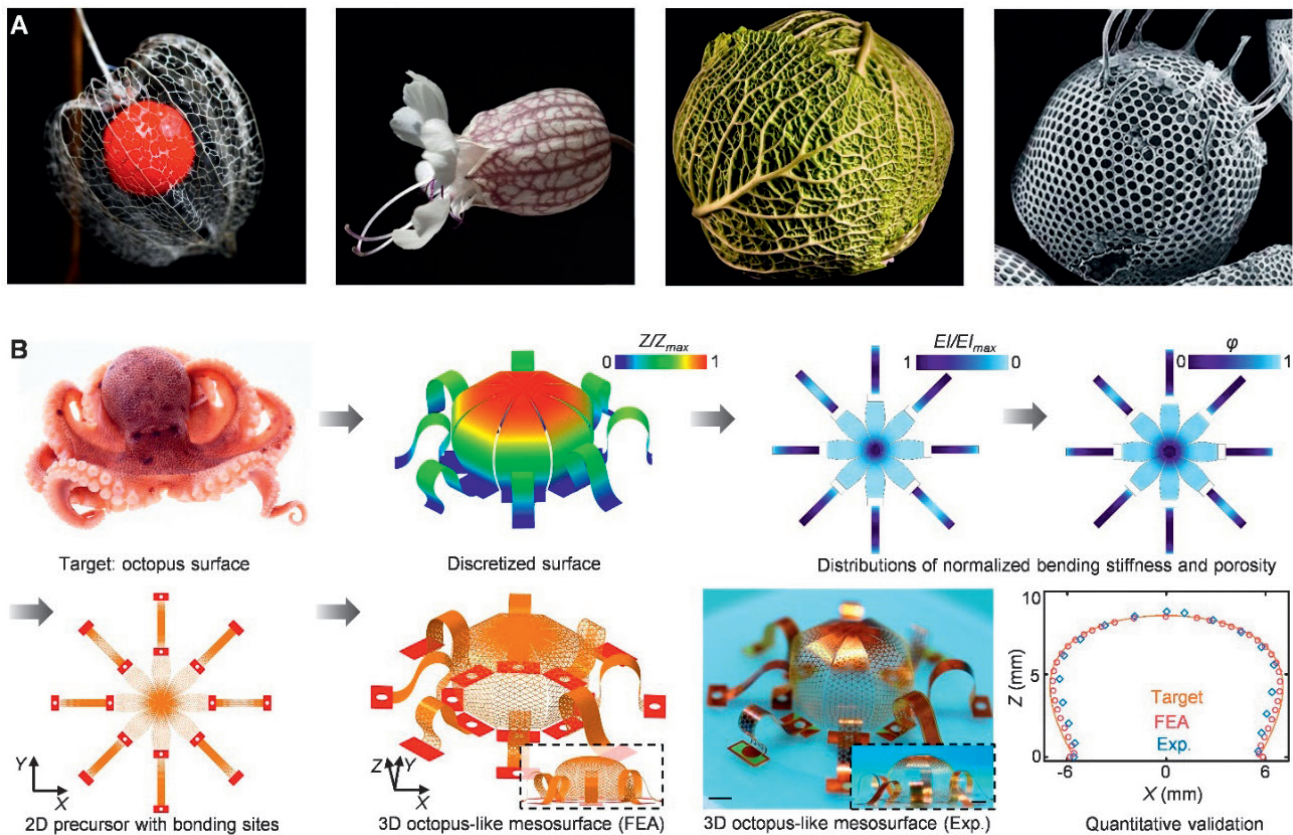 A
B
Z/Zmax
0 1
EI/EImax
1 0
φ
0 1
Target: octopus surface
Discretized surface
Distributions of normalized bending stiffness and porosity
10
5
0
Z (mm)
Target
FEA
Exp.
-6 0 6
X (mm)
Y
X
Z Y
X
2D precursor with bonding sites
3D octopus-like mesosurface (FEA)
3D octopus-like mesosurface (Exp.)
Quantitative validation